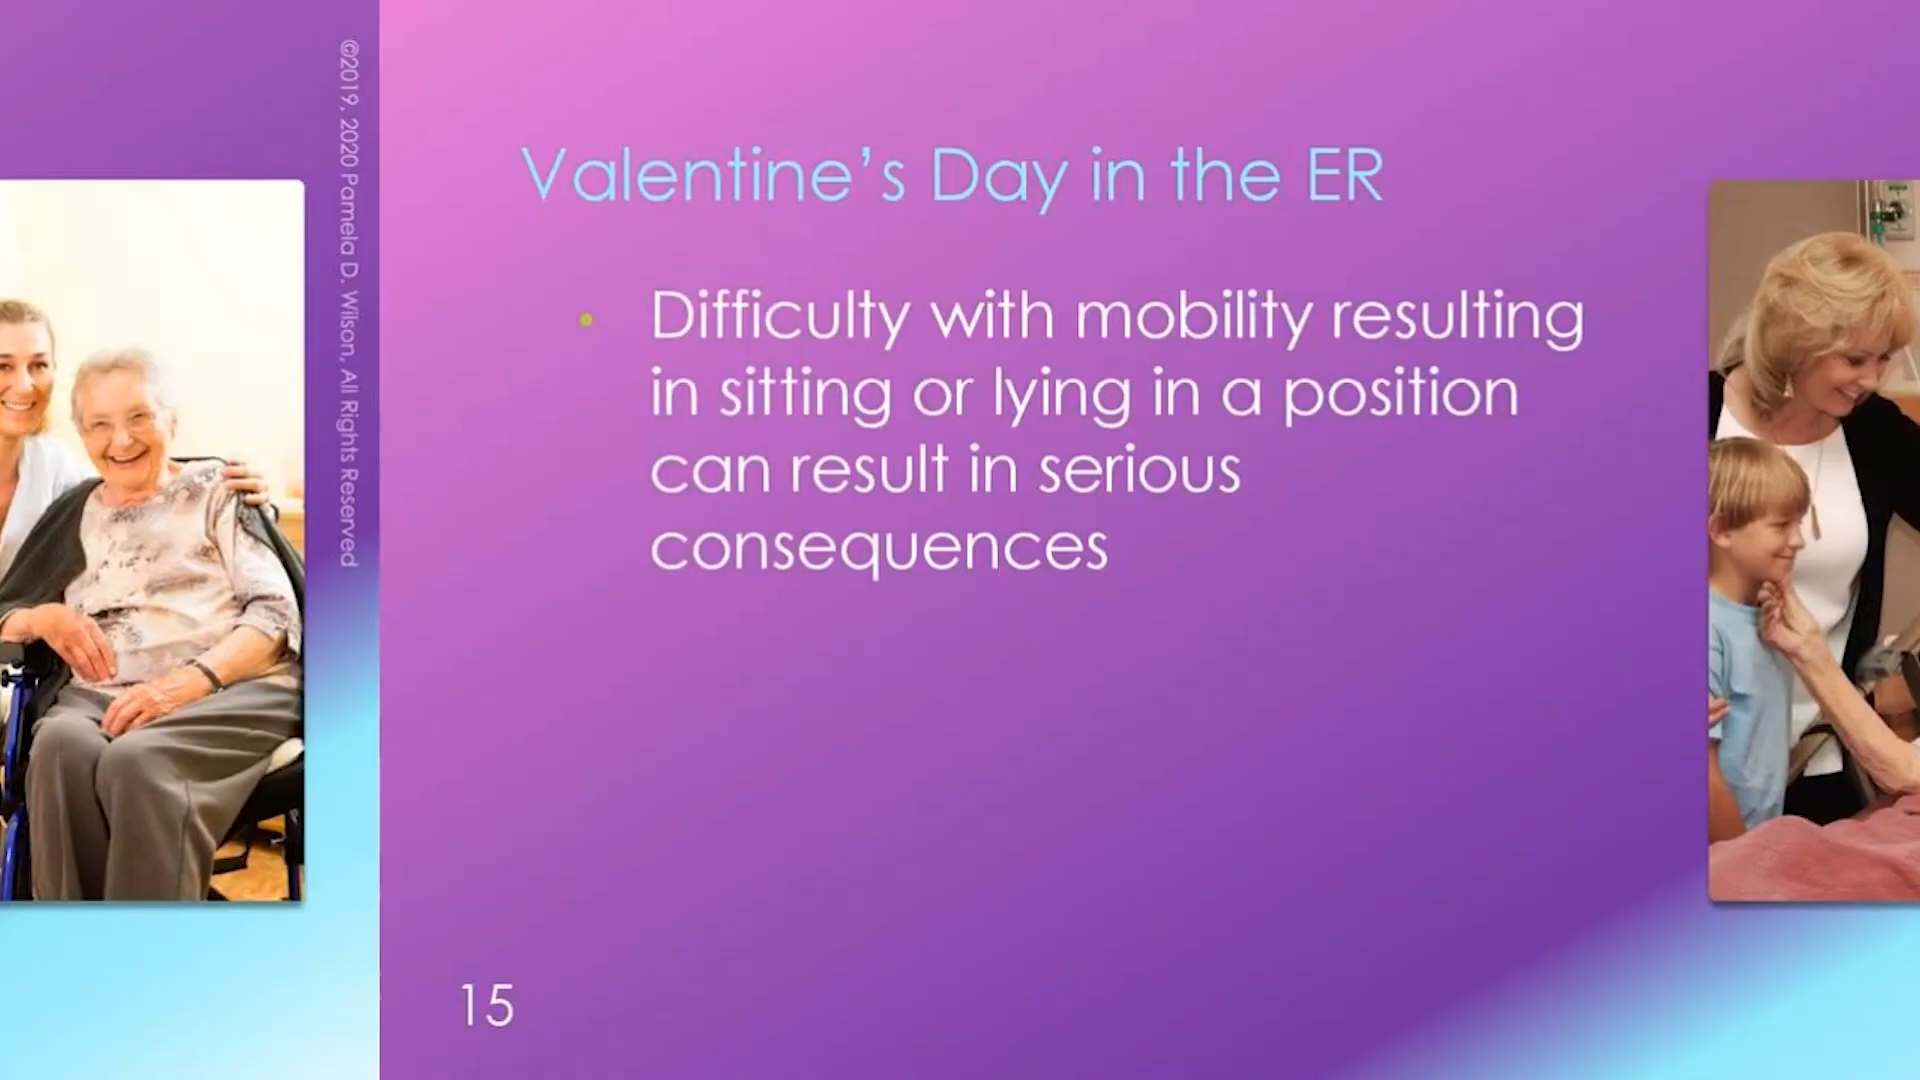 ©2019, 2020 Pamela D. Wilson, All Rights Reserved
Valentine’s Day in the ER
• Difficulty with mobility resulting
in sitting or lying in a position
can result in serious
consequences
15